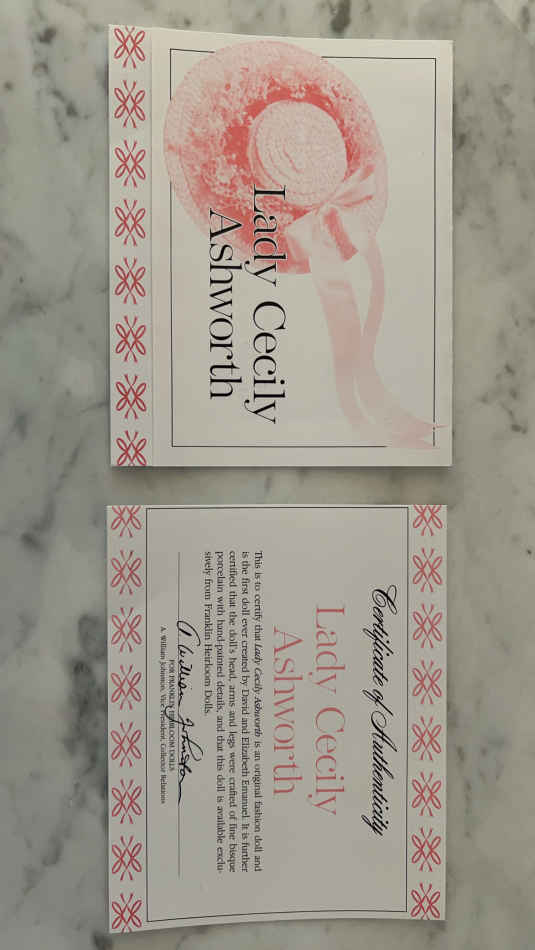 Lady Cecily
Ashworth
Certificate of Authenticity
Lady Cecily
Ashworth
This is to certify that Lady Cecily Ashworth is an original fashion doll and
is the first doll ever created by David and Elizabeth Emanuel. It is further
certified that the doll's head, arms and legs were crafted of fine bisque
porcelain with hand-painted details, and that this doll is available exclu-
sively from Franklin Heirloom Dolls.
A. William Johnston
FOR FRANKLIN HEIRLOOM DOLLS
A. William Johnston, Vice President, Collector Relations